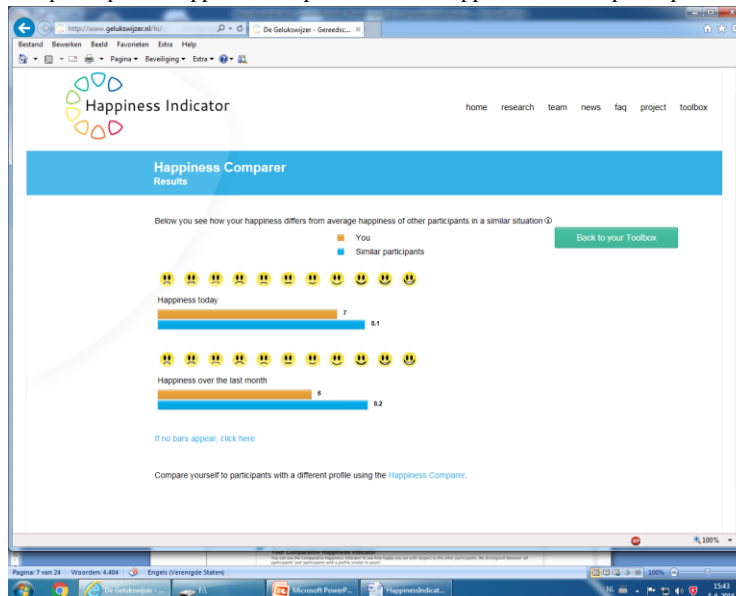 http://www.gelukswijzer.nl/hi/
De Gelukswijzer - Gereedsc...
Bestand Bewerken Beeld Favorieten Extra Help
Pagina Beveiliging Extra
Happiness Indicator
home research team news faq project toolbox
Happiness Comparer
Results
Below you see how your happiness differs from average happiness of other participants in a similar situation
You
Back to your Toolbox
Similar participants
Happiness today
7
8.1
Happiness over the last month
6
8.2
If no bars appear, click here
Compare yourself to participants with a different profile using the Happiness Comparer.
100%
Your Comparative Happiness Indicator
Pagina: 7 van 24 Woorden: 4.404 Engels (Verenigde Staten) 100%
De Gelukswijzer - ... F:\ Microsoft PowerP... HappinessIndicat... NL 15:43